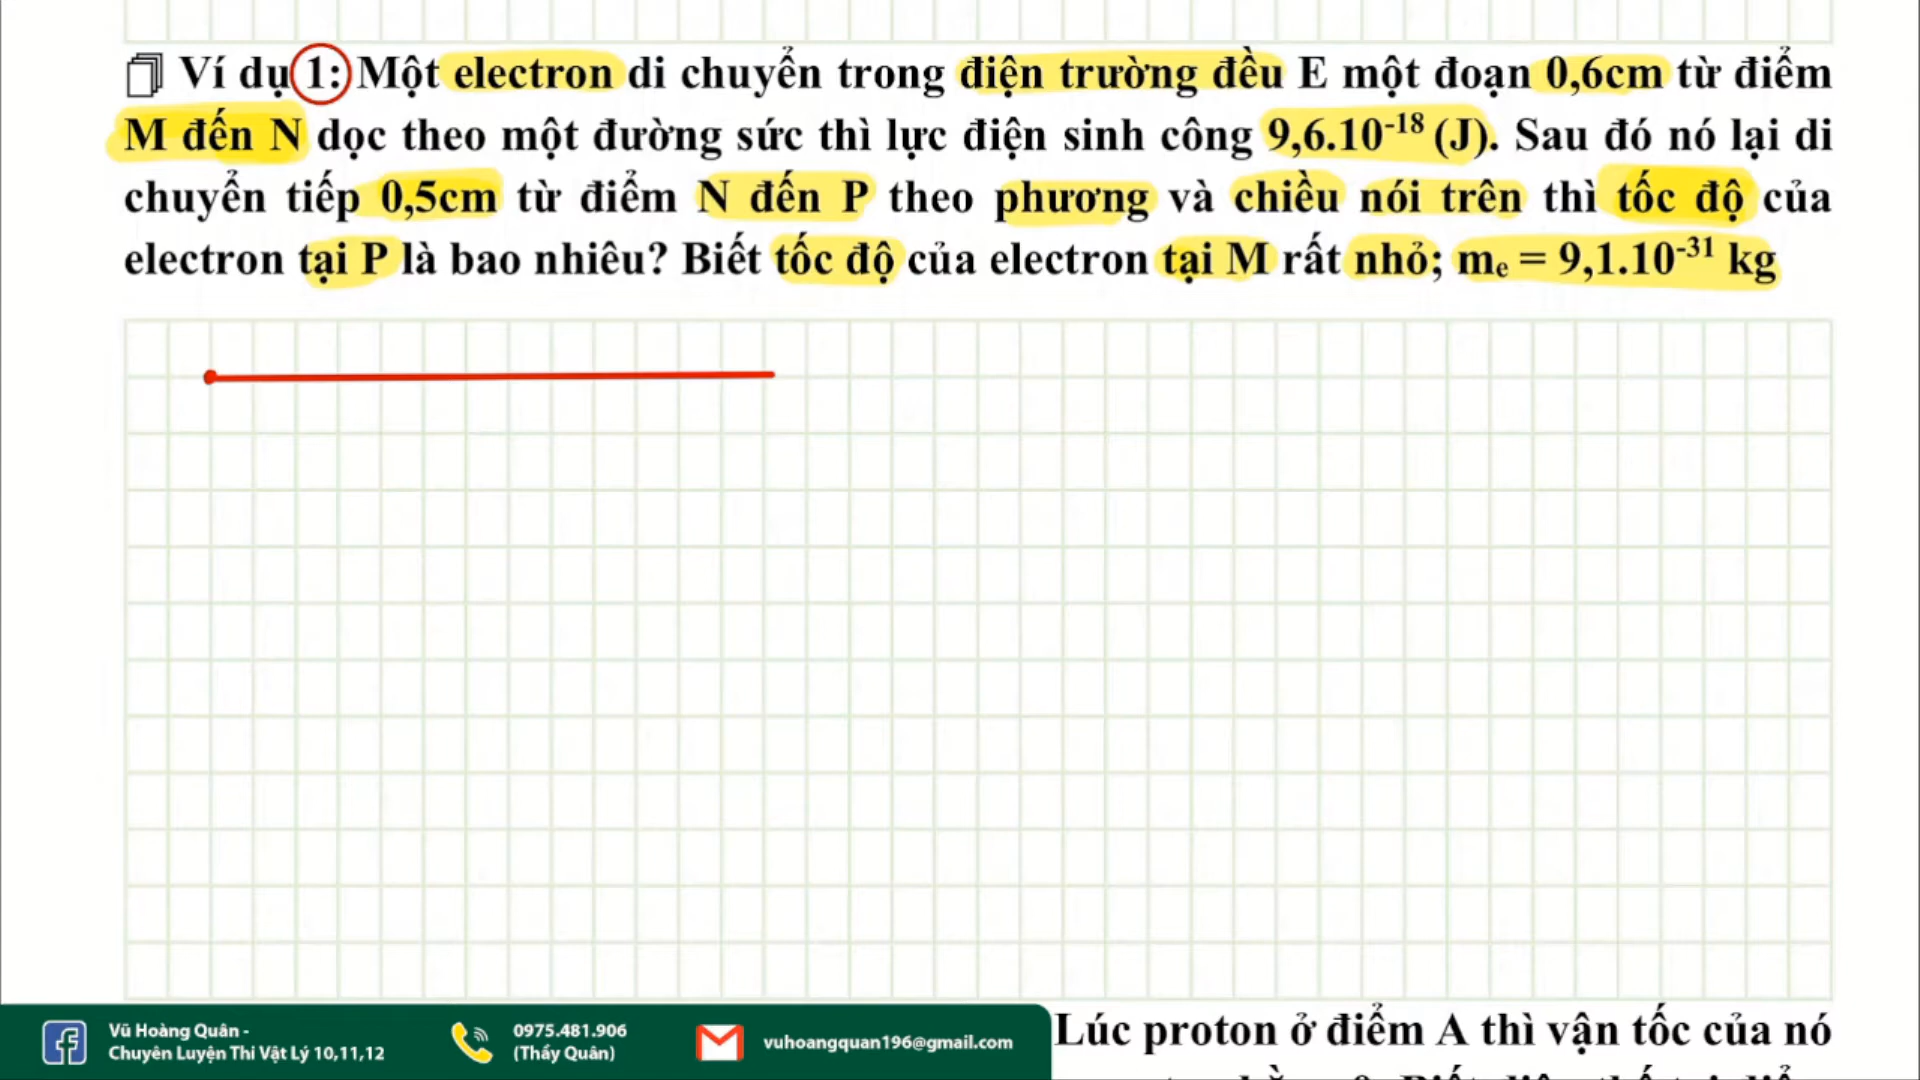 Ví dụ 1: Một electron di chuyển trong điện trường đều E một đoạn 0,6cm từ điểm
M đến N dọc theo một đường sức thì lực điện sinh công 9,6.10⁻¹⁸ (J). Sau đó nó lại di
chuyển tiếp 0,5cm từ điểm N đến P theo phương và chiều nói trên thì tốc độ của
electron tại P là bao nhiêu? Biết tốc độ của electron tại M rất nhỏ; mₑ = 9,1.10⁻³¹ kg
Vũ Hoàng Quân -
Chuyên Luyện Thi Vật Lý 10,11,12
0975.481.906
(Thầy Quân)
vuhoangquan196@gmail.com
Lúc proton ở điểm A thì vận tốc của nó